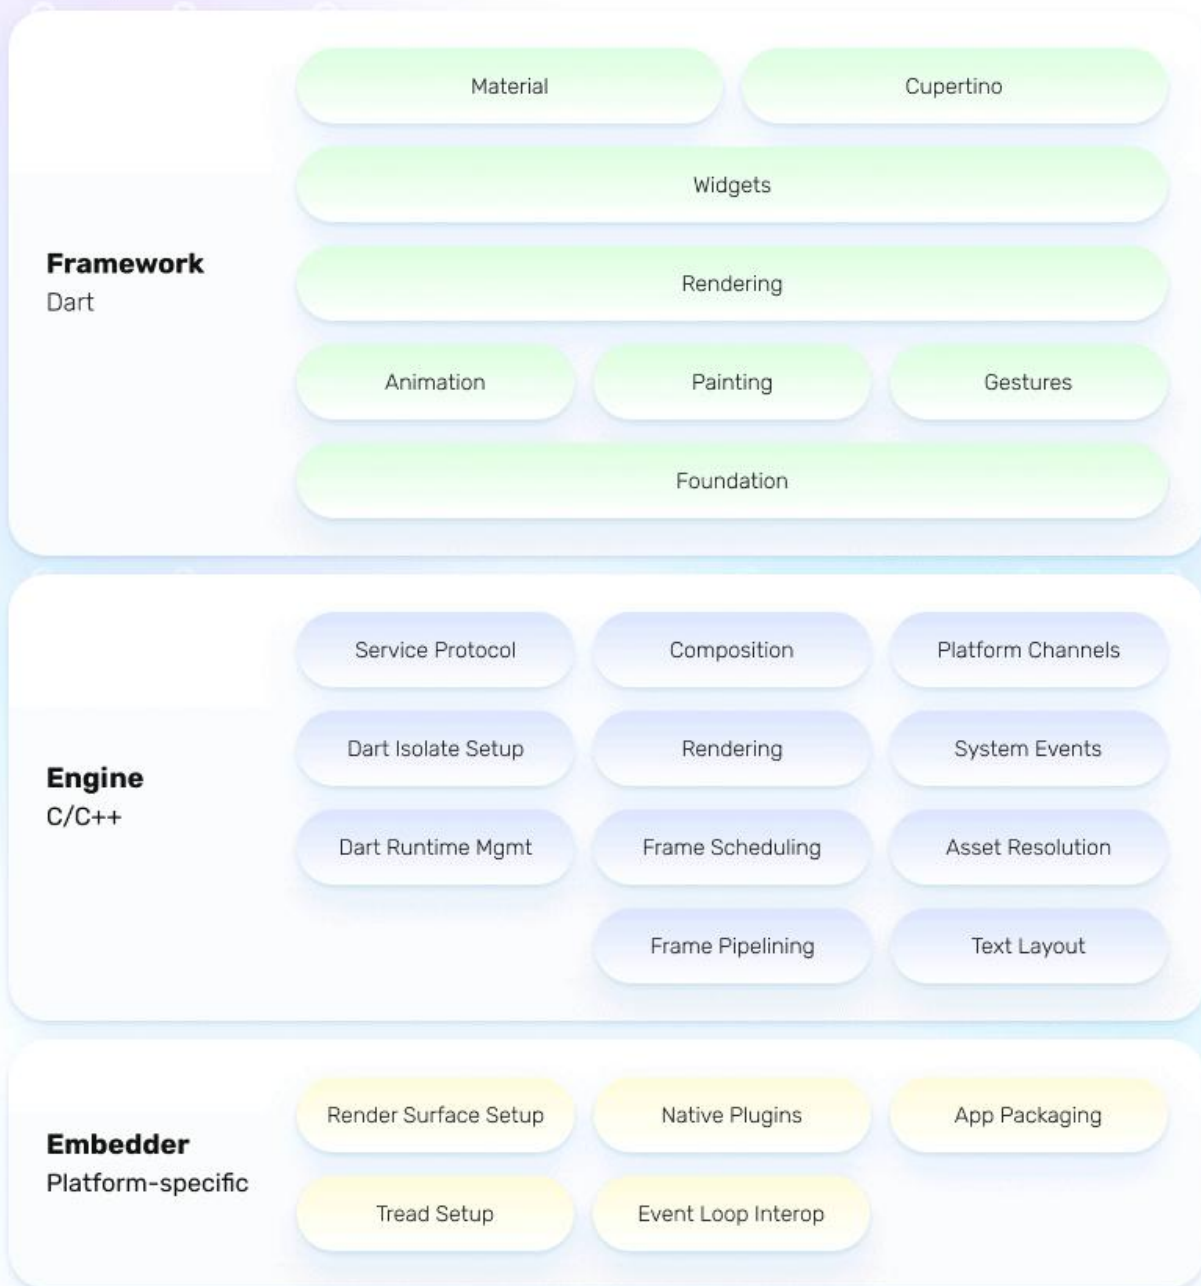 Material
Cupertino
Widgets
Framework
Dart
Rendering
Animation
Painting
Gestures
Foundation
Service Protocol
Composition
Platform Channels
Engine
C/C++
Dart Isolate Setup
Rendering
System Events
Dart Runtime Mgmt
Frame Scheduling
Asset Resolution
Frame Pipelining
Text Layout
Embedder
Platform-specific
Render Surface Setup
Native Plugins
App Packaging
Tread Setup
Event Loop Interop